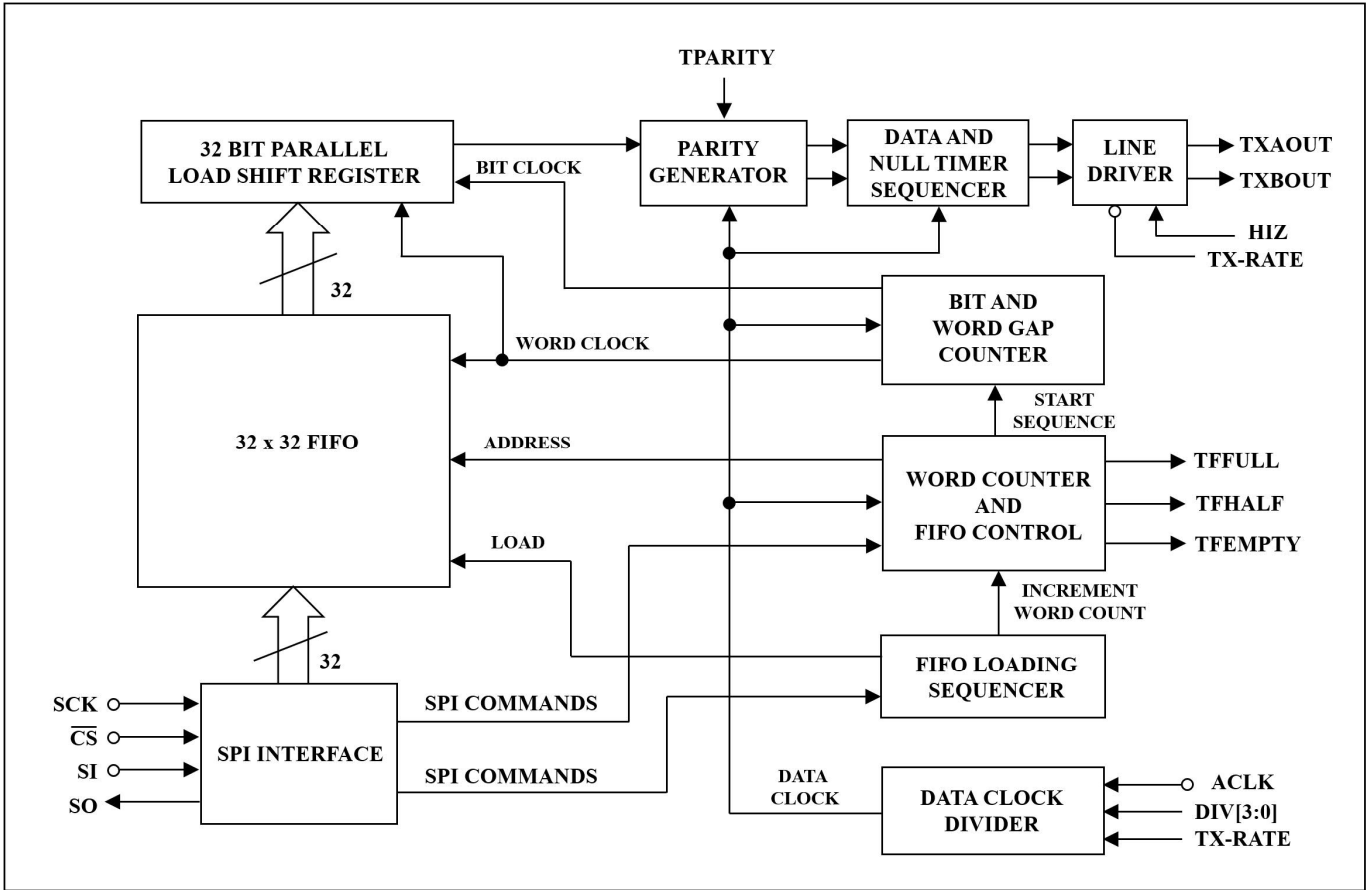 TPARITY
32 BIT PARALLEL
LOAD SHIFT REGISTER
BIT CLOCK
PARITY
GENERATOR
DATA AND
NULL TIMER
SEQUENCER
LINE
DRIVER
TXAOUT
TXBOUT
HIZ
TX-RATE
32
BIT AND
WORD GAP
COUNTER
WORD CLOCK
START
SEQUENCE
32 x 32 FIFO
ADDRESS
WORD COUNTER
AND
FIFO CONTROL
TFFULL
TFHALF
TFEMPTY
LOAD
INCREMENT
WORD COUNT
32
FIFO LOADING
SEQUENCER
SCK
C̅S̅
SI
SO
SPI INTERFACE
SPI COMMANDS
SPI COMMANDS
DATA
CLOCK
DATA CLOCK
DIVIDER
ACLK
DIV[3:0]
TX-RATE